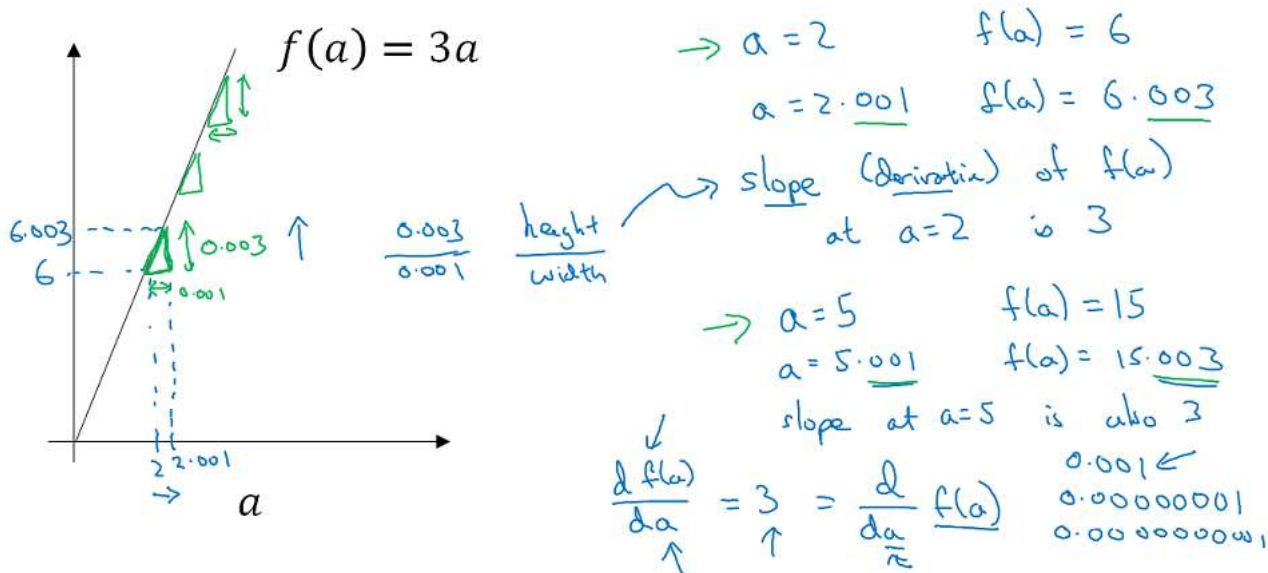 f(a) = 3a
6.003
6
0.003
0.001
2
2.001
a
0.003
0.001
height
width
a = 2 f(a) = 6
a = 2.001 f(a) = 6.003
slope (derivative) of f(a)
at a=2 is 3
a = 5 f(a) = 15
a = 5.001 f(a) = 15.003
slope at a=5 is also 3
d f(a)
da
= 3 =
d
da
f(a)
0.001
0.00000001
0.0000000001